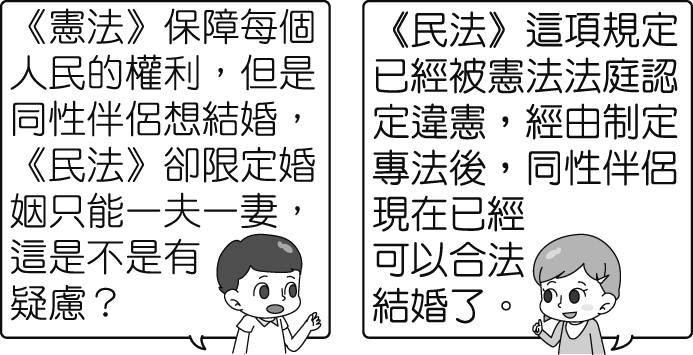 《憲法》保障每個
人民的權利，但是
同性伴侶想結婚，
《民法》卻限定婚
姻只能一夫一妻，
這是不是有
疑慮？
《民法》這項規定
已經被憲法法庭認
定違憲，經由制定
專法後，同性伴侶
現在已經
可以合法
結婚了。